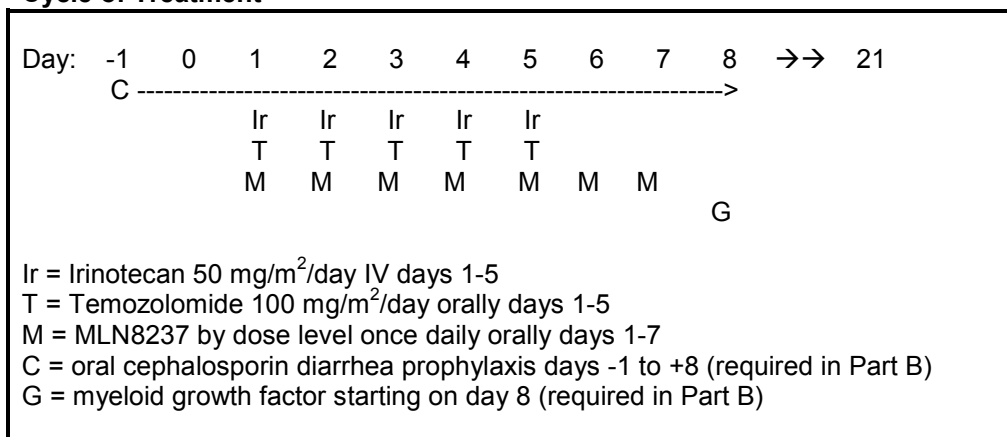 Cycle of Treatment
Day: -1 0 1 2 3 4 5 6 7 8 →→ 21
C ------------------------------------------------------------------>
Ir Ir Ir Ir Ir
T T T T T
M M M M M M M
G
Ir = Irinotecan 50 mg/m²/day IV days 1-5
T = Temozolomide 100 mg/m²/day orally days 1-5
M = MLN8237 by dose level once daily orally days 1-7
C = oral cephalosporin diarrhea prophylaxis days -1 to +8 (required in Part B)
G = myeloid growth factor starting on day 8 (required in Part B)